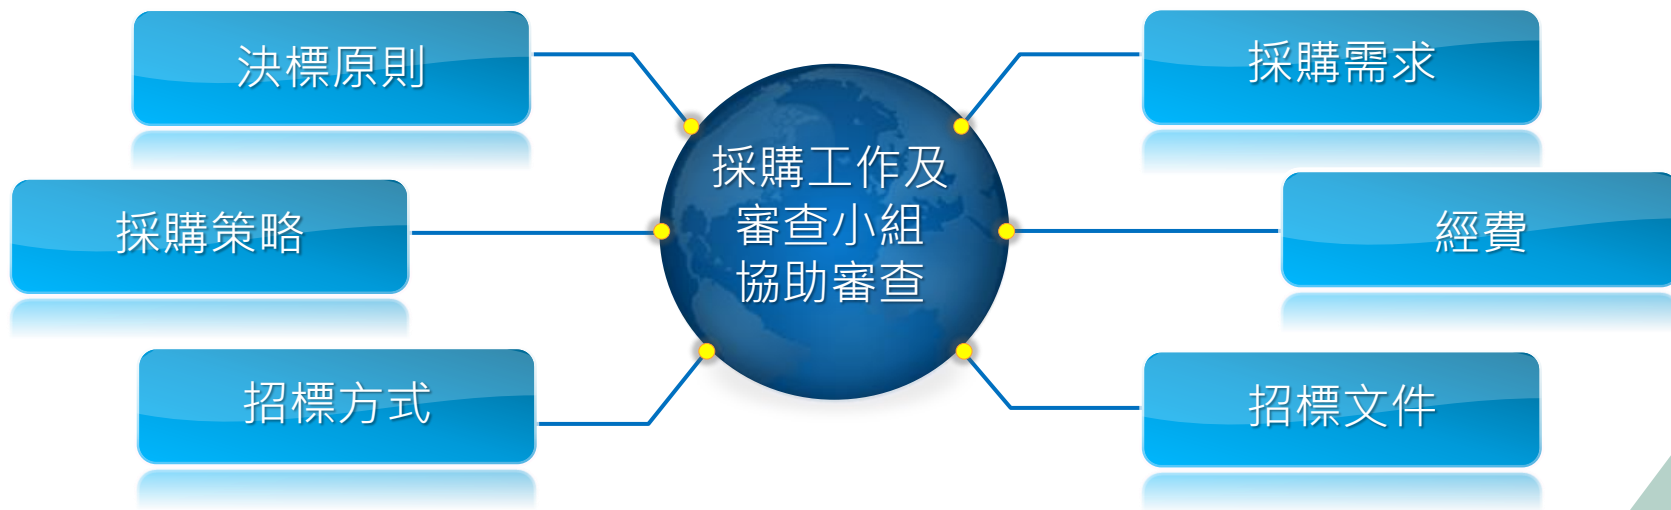 決標原則
採購需求
採購工作及
審查小組
協助審查
採購策略
經費
招標方式
招標文件